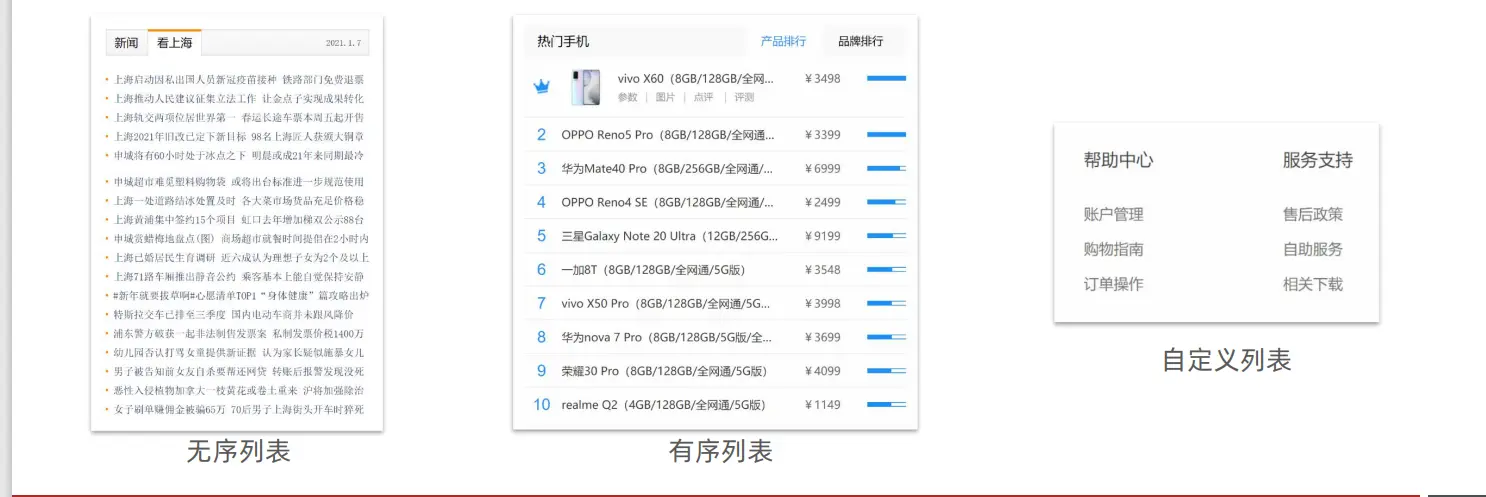 新闻 看上海 2021.1.7
上海启动因私出国人员新冠疫苗接种 铁路部门免费退票
上海推动人民建议征集立法工作 让金点子实现成果转化
上海轨交两项位居世界第一 春运长途车票本周五起开售
上海2021年旧改已定下新目标 98名上海匠人获颁大铜章
申城将有60小时处于冰点之下 明晨或成21年来同期最冷
申城超市难觅塑料购物袋 或将出台标准进一步规范使用
上海一处道路结冰处置及时 各大菜市场货品充足价格稳
上海黄浦集中签约15个项目 虹口去年增加梯双公示88台
申城赏蜡梅地盘点(图) 商场超市就餐时间提倡在2小时内
上海已婚居民生育调研 近六成认为理想子女为2个及以上
上海71路车厢推出静音公约 乘客基本上能自觉保持安静
#新年就要拔草啊#心愿清单TOP1“身体健康”篇攻略出炉
特斯拉交车已排至三季度 国内电动车商并未跟风降价
浦东警方破获一起非法制售发票案 私制发票价税1400万
幼儿园否认打骂女童提供新证据 认为家长疑似施暴女儿
男子被告知前女友自杀要帮还网贷 转账后报警发现没死
恶性入侵植物加拿大一枝黄花或卷土重来 沪将加强除治
女子刷单赚佣金被骗65万 70后男子上海街头开车时猝死
无序列表
热门手机 产品排行 品牌排行
vivo X60（8GB/128GB/全网... ￥3498
参数 | 图片 | 点评 | 评测
2 OPPO Reno5 Pro（8GB/128GB/全网通... ￥3399
3 华为Mate40 Pro（8GB/256GB/全网通/... ￥6999
4 OPPO Reno4 SE（8GB/128GB/全网通/... ￥2499
5 三星Galaxy Note 20 Ultra（12GB/256G... ￥9199
6 一加8T（8GB/128GB/全网通/5G版） ￥3548
7 vivo X50 Pro（8GB/128GB/全网通/5G... ￥3998
8 华为nova 7 Pro（8GB/128GB/5G版/全... ￥3699
9 荣耀30 Pro（8GB/128GB/全网通/5G版） ￥4099
10 realme Q2（4GB/128GB/全网通/5G版） ￥1149
有序列表
帮助中心 服务支持
账户管理 售后政策
购物指南 自助服务
订单操作 相关下载
自定义列表